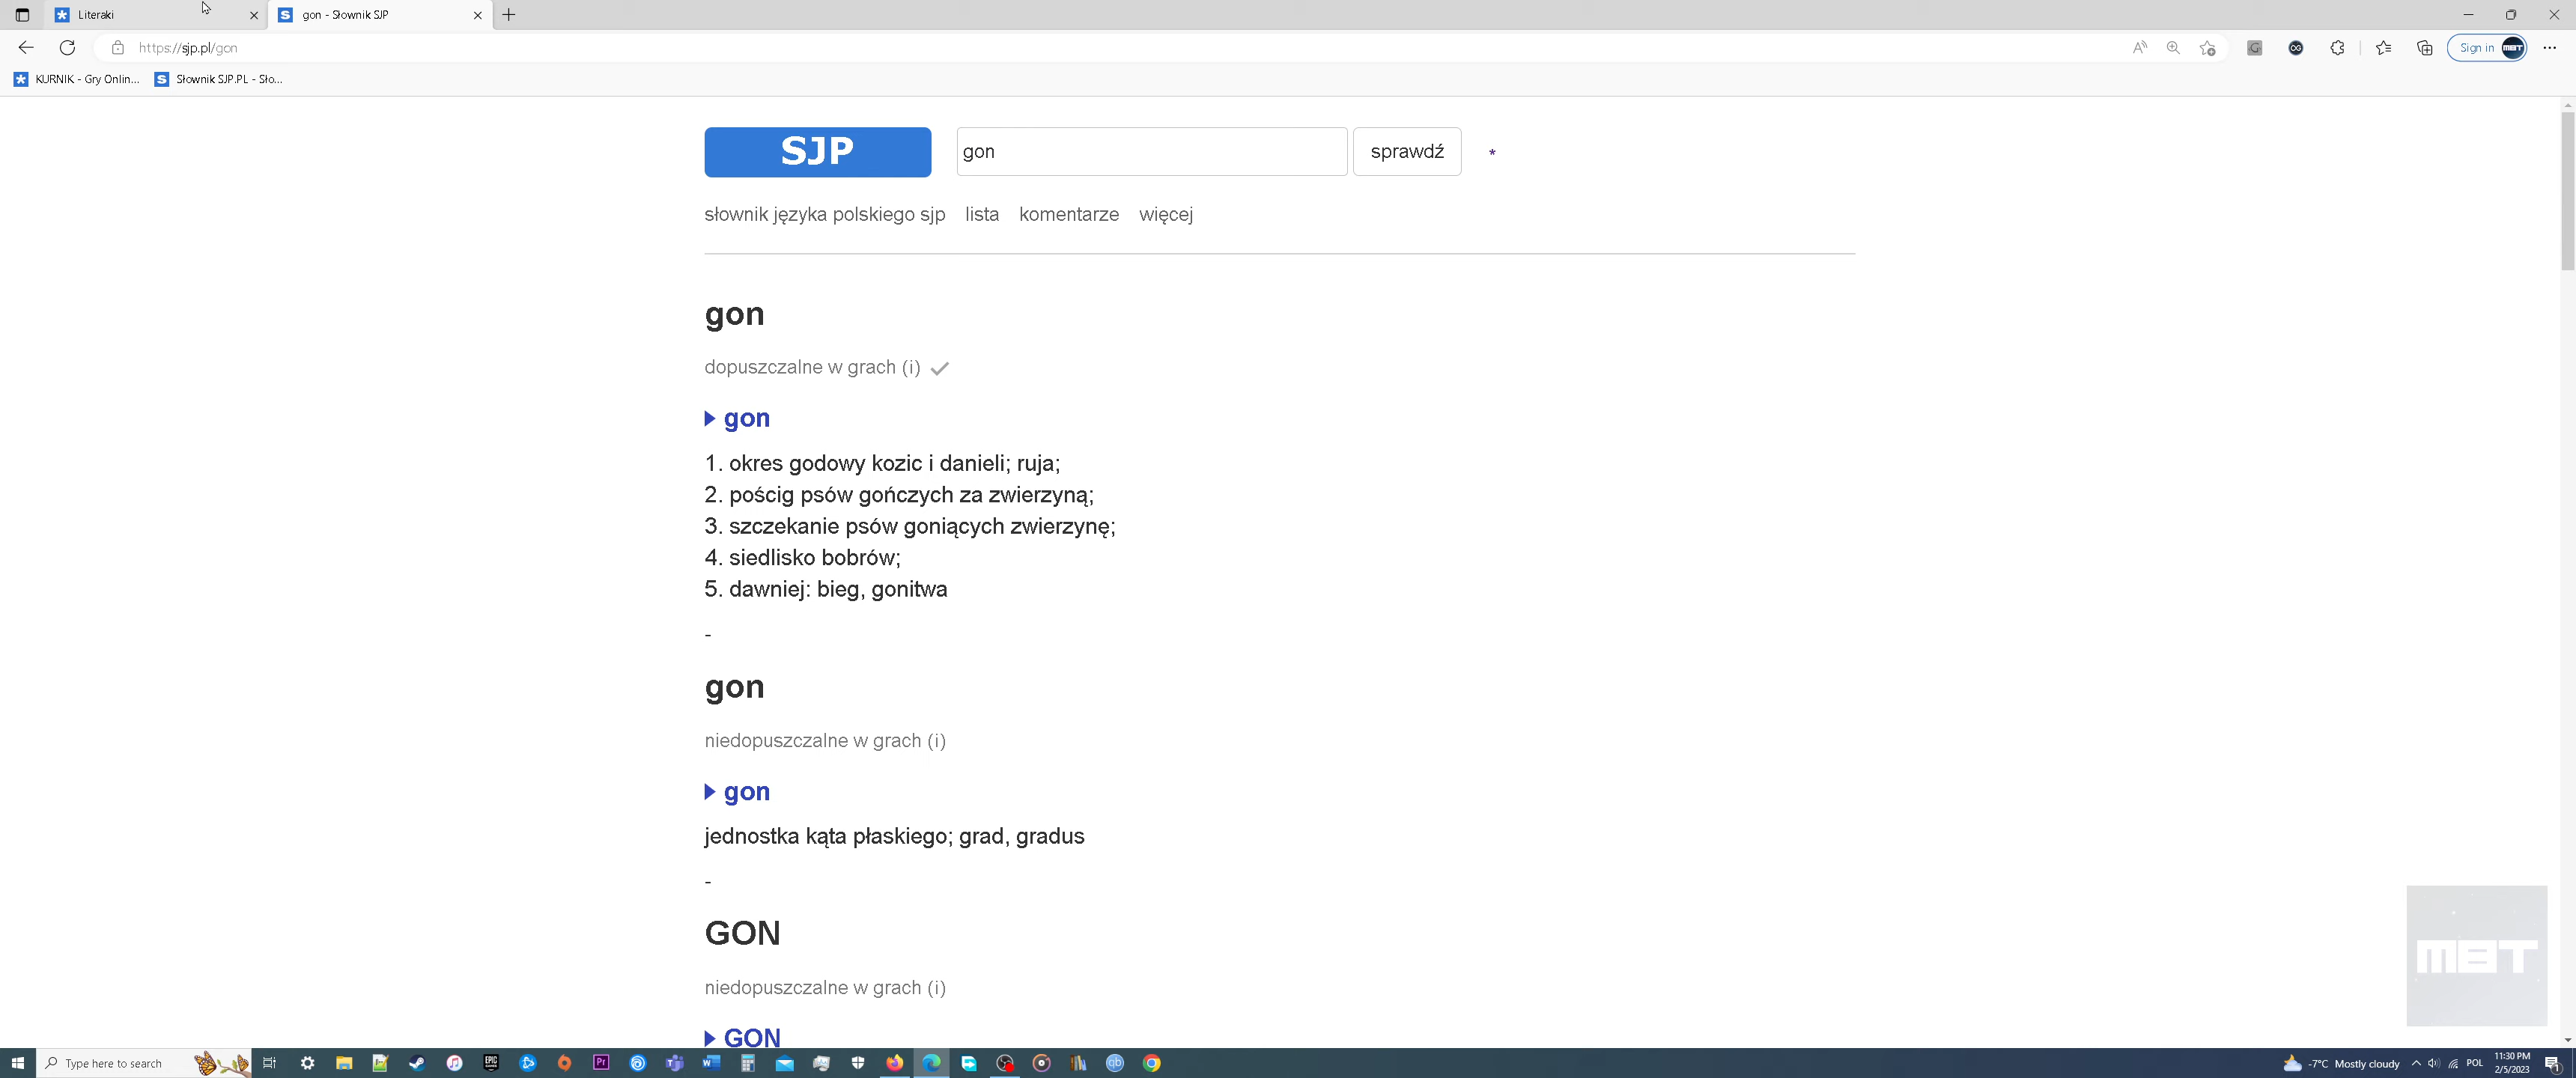 Literaki
gon - Słownik SJP
https://sjp.pl/gon
Sign in
KURNIK - Gry Onlin...
Słownik SJP.PL - Sło...
SJP
gon
sprawdź
*
słownik języka polskiego sjp lista komentarze więcej
gon
dopuszczalne w grach (i)
gon
1. okres godowy kozic i danieli; ruja;
2. pościg psów gończych za zwierzyną;
3. szczekanie psów goniących zwierzynę;
4. siedlisko bobrów;
5. dawniej: bieg, gonitwa
-
gon
niedopuszczalne w grach (i)
gon
jednostka kąta płaskiego; grad, gradus
-
GON
niedopuszczalne w grach (i)
GON
MBT
Type here to search
-7°C Mostly cloudy
POL
11:30 PM
2/5/2023